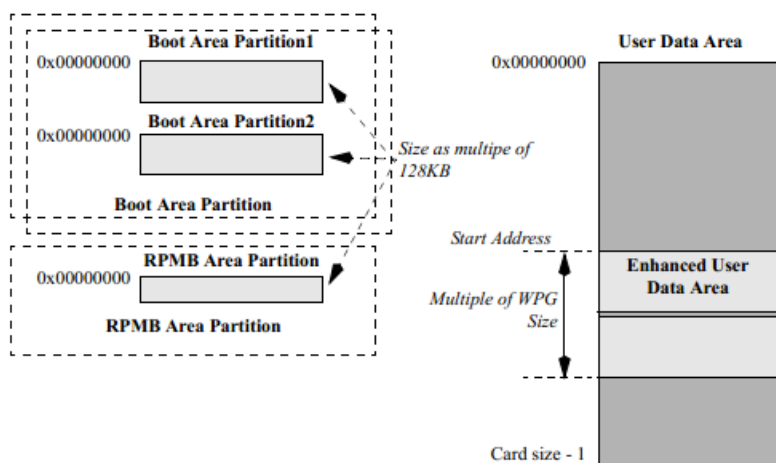 Boot Area Partition1
0x00000000
Boot Area Partition2
0x00000000
Boot Area Partition
Size as multipe of
128KB
RPMB Area Partition
0x00000000
RPMB Area Partition
User Data Area
0x00000000
Start Address
Enhanced User
Data Area
Multiple of WPG
Size
Card size - 1